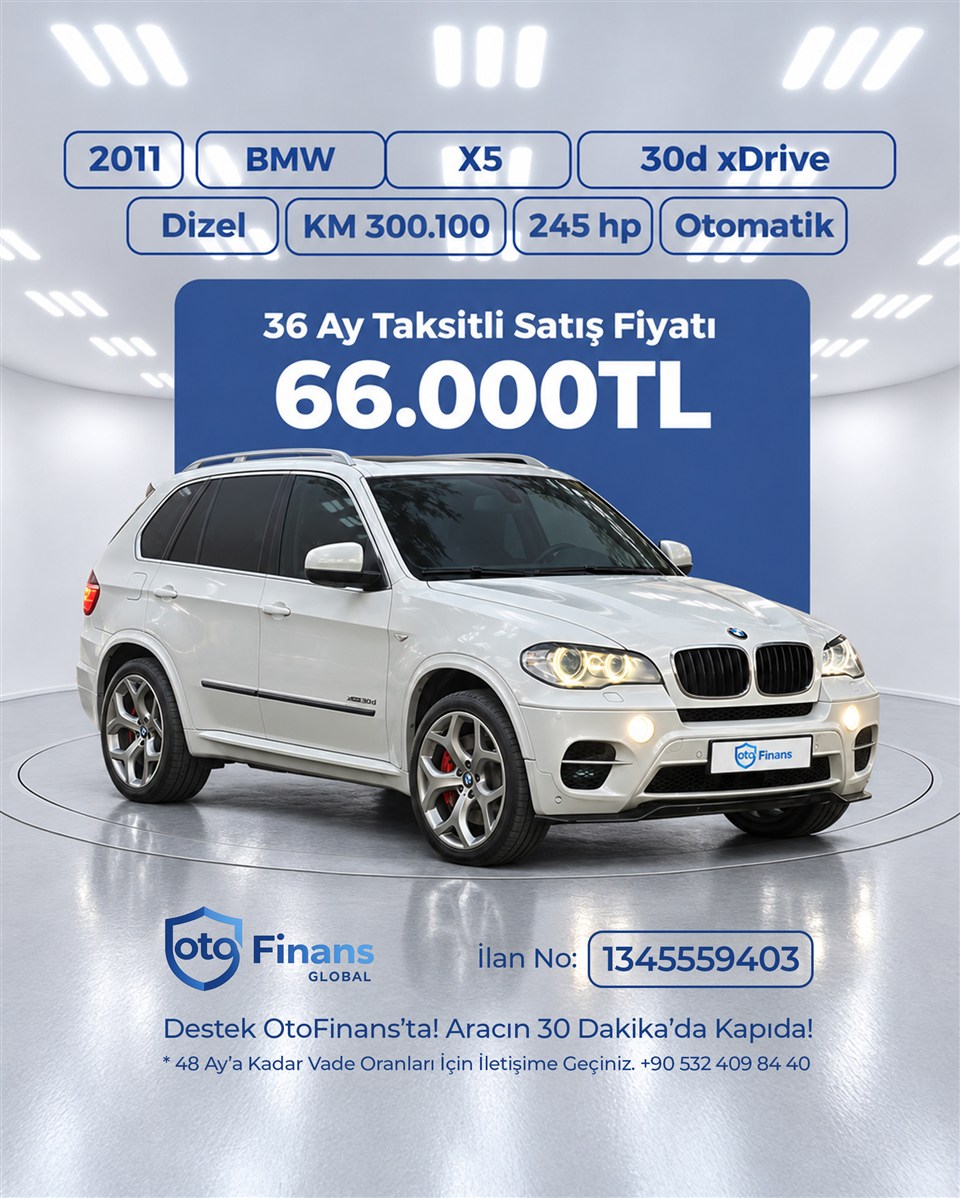 2011 BMW X5 30d xDrive
Dizel KM 300.100 245 hp Otomatik
36 Ay Taksitli Satış Fiyatı
66.000TL
xDrive 30d
oto Finans
oto Finans
GLOBAL
İlan No: 1345559403
Destek OtoFinans'ta! Aracın 30 Dakika'da Kapıda!
* 48 Ay'a Kadar Vade Oranları İçin İletişime Geçiniz. +90 532 409 84 40